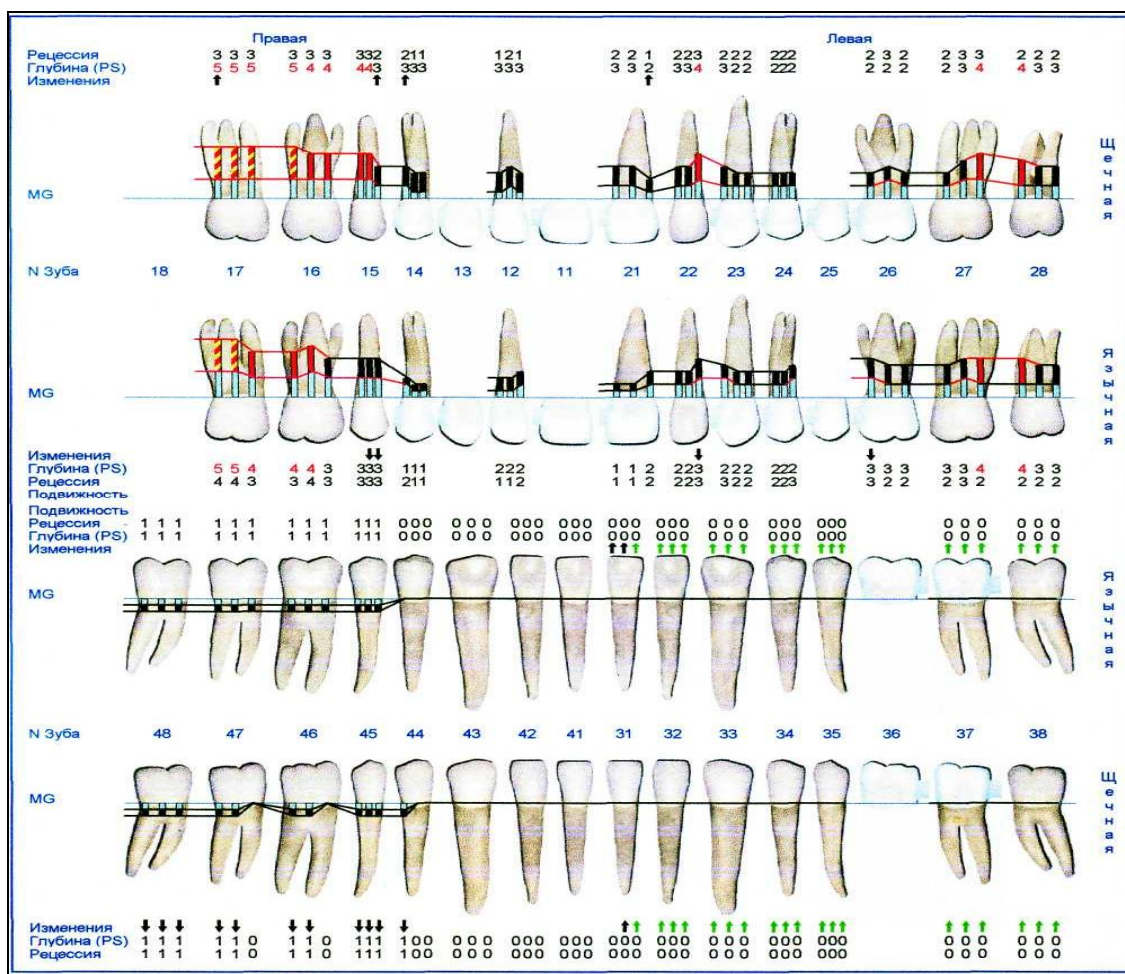 Правая Левая
Рецессия 3 3 3 3 3 3 332 211 121 2 2 1 223 222 222 2 3 2 2 2 2 2 2 2
Глубина (PS) 5 5 5 5 4 4 443 333 333 3 3 2 334 322 222 2 2 2 2 3 4 4 3 3
Изменения
MG
Щечная
N Зуба 18 17 16 15 14 13 12 11 21 22 23 24 25 26 27 28
MG
Язычная
Изменения
Глубина (PS) 5 5 4 4 4 3 333 111 222 1 1 2 223 222 222 3 3 3 3 3 4 4 3 3
Рецессия 4 4 3 3 4 3 333 211 112 1 1 2 223 322 223 3 2 2 2 3 2 2 2 2
Подвижность
Подвижность
Рецессия 1 1 1 1 1 1 1 1 1 111 000 0 0 0 000 000 000 000 0 0 0 000 000 0 0 0 0 0 0
Глубина (PS) 1 1 1 1 1 1 1 1 1 111 000 0 0 0 000 000 000 000 0 0 0 000 000 0 0 0 0 0 0
Изменения
MG
Язычная
N Зуба 48 47 46 45 44 43 42 41 31 32 33 34 35 36 37 38
MG
Щечная
Изменения
Глубина (PS) 1 1 1 1 1 0 1 1 0 111 100 000 000 000 000 000 0 0 0 000 000 0 0 0 0 0 0
Рецессия 1 1 1 1 1 0 1 1 0 111 100 000 000 000 000 000 0 0 0 000 000 0 0 0 0 0 0